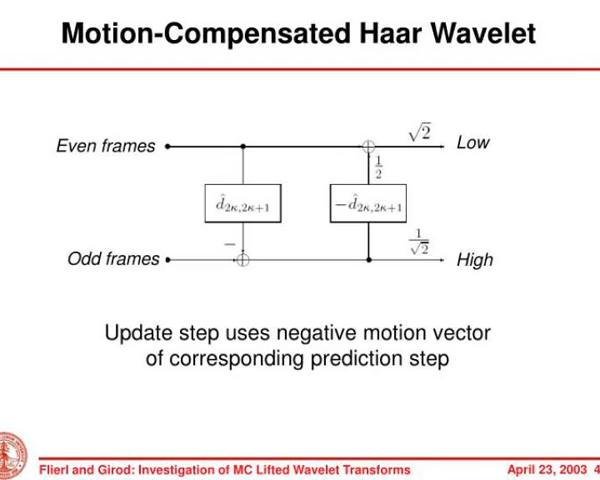 Motion-Compensated Haar Wavelet
Even frames
√2
Low
1/2
d̂2κ,2κ+1
−d̂2κ,2κ+1
−
1/√2
Odd frames
High
Update step uses negative motion vector
of corresponding prediction step
Flierl and Girod: Investigation of MC Lifted Wavelet Transforms
April 23, 2003 4